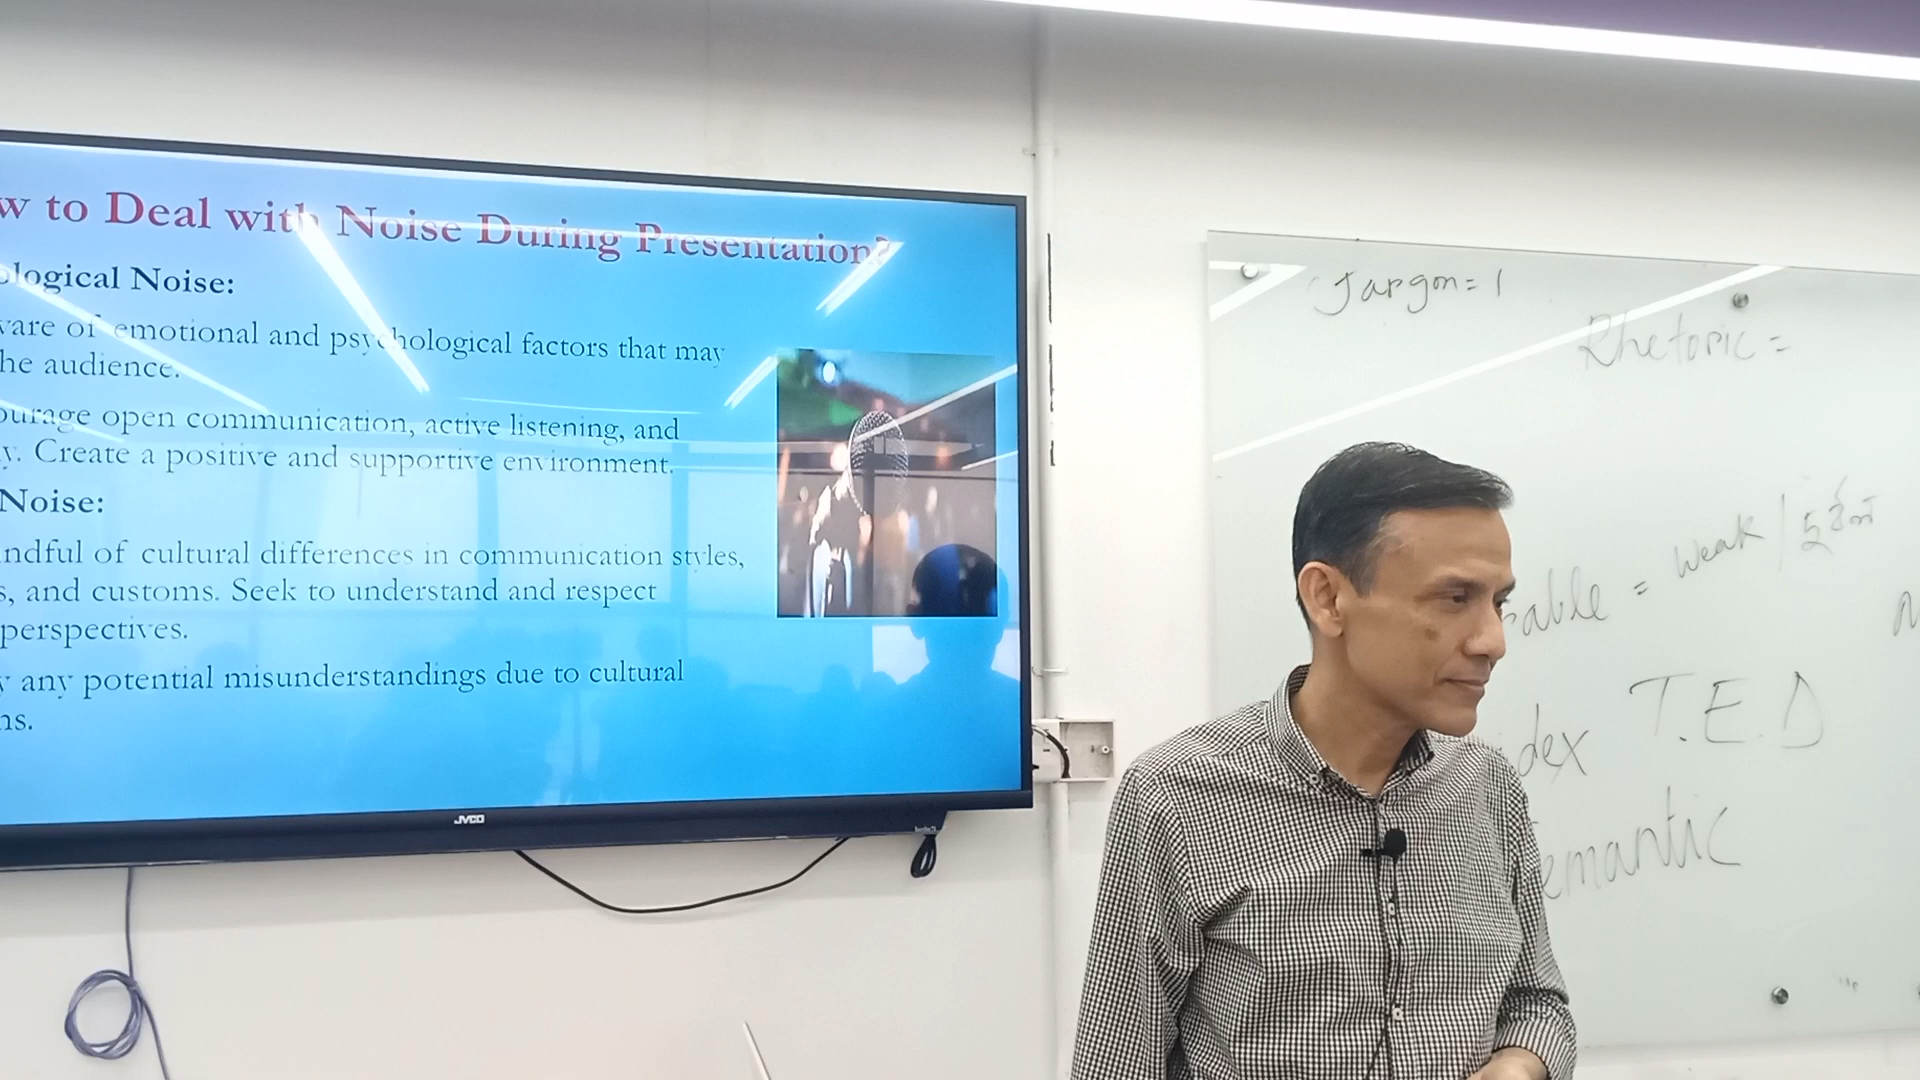 w to Deal with Noise During Presentation?
ological Noise:
ware of emotional and psychological factors that may
he audience.
ourage open communication, active listening, and
y. Create a positive and supportive environment.
Noise:
ndful of cultural differences in communication styles,
s, and customs. Seek to understand and respect
perspectives.
y any potential misunderstandings due to cultural
ns.
JVCO
Jargon = 1
Rhetoric =
rable = weak /
dex T.E.D
emantic